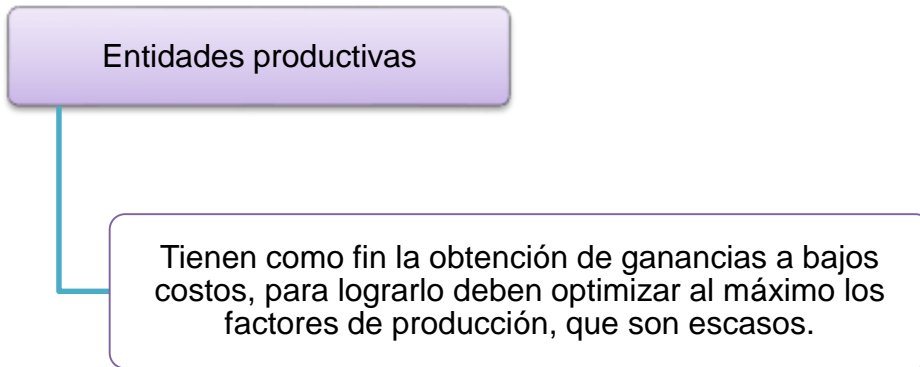 Entidades productivas
Tienen como fin la obtención de ganancias a bajos
costos, para lograrlo deben optimizar al máximo los
factores de producción, que son escasos.